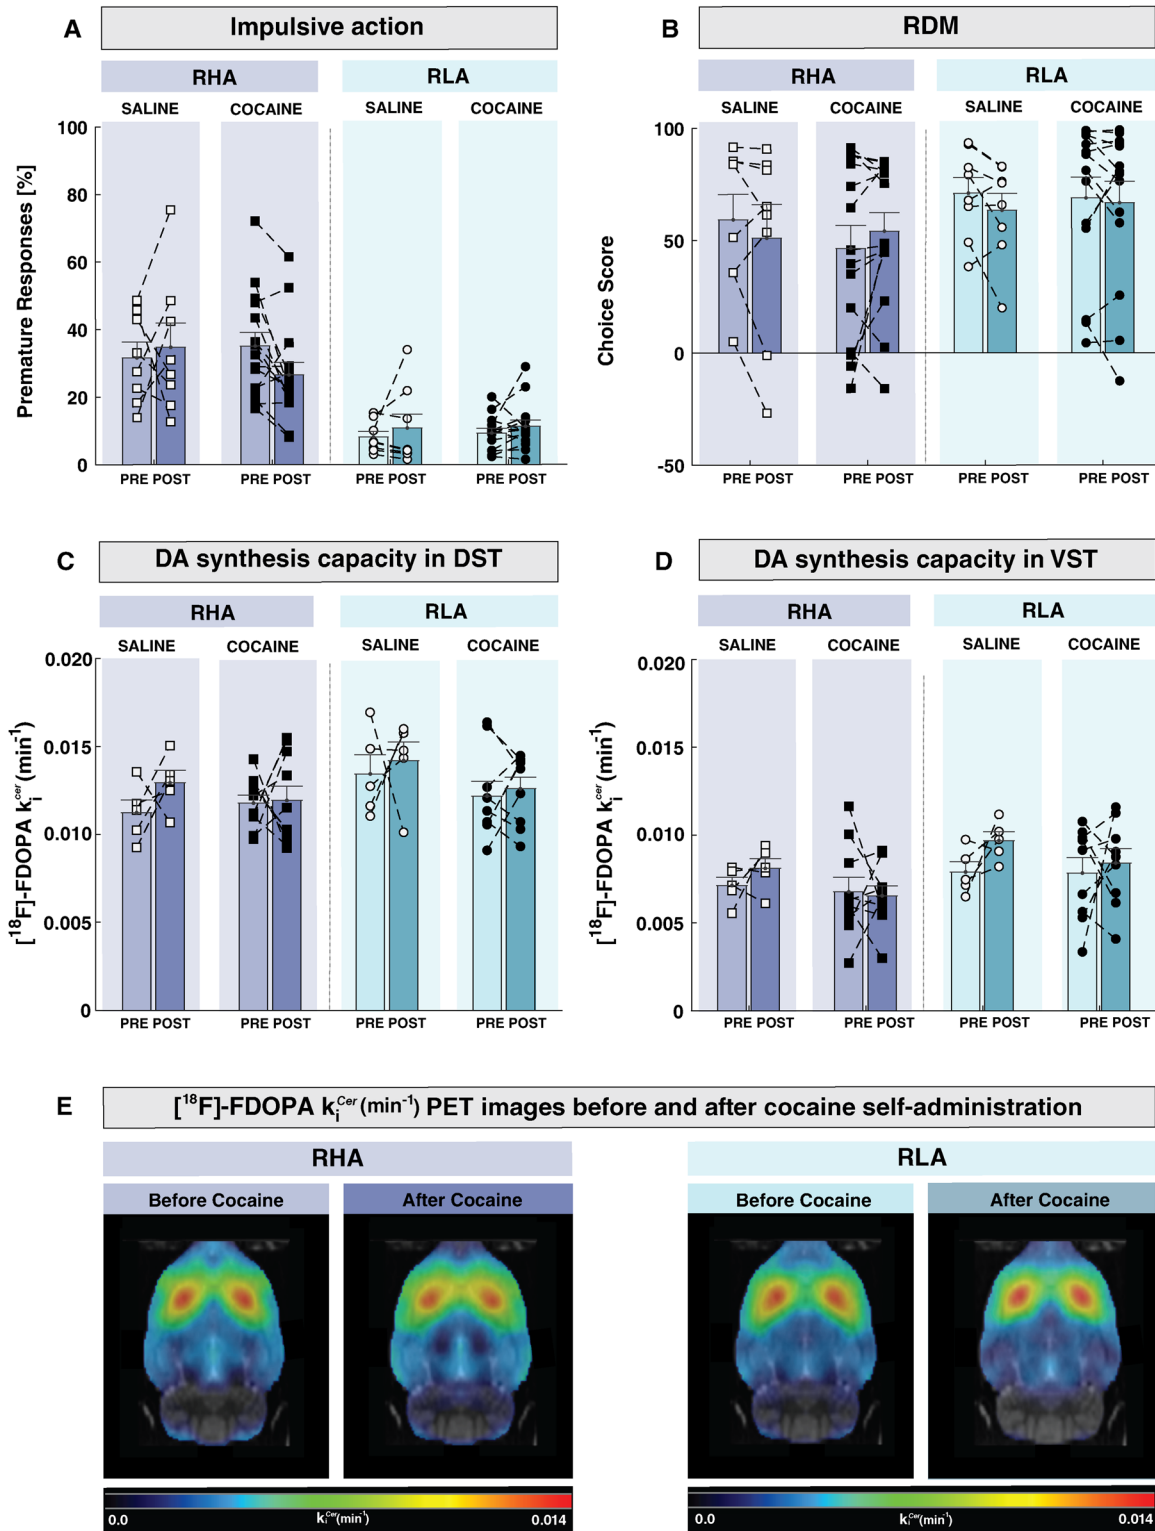 A Impulsive action
RHA RLA
SALINE COCAINE SALINE COCAINE
Premature Responses [%]
100
80
60
40
20
0
PRE POST PRE POST PRE POST PRE POST
B RDM
RHA RLA
SALINE COCAINE SALINE COCAINE
Choice Score
100
50
0
-50
PRE POST PRE POST PRE POST PRE POST
C DA synthesis capacity in DST
RHA RLA
SALINE COCAINE SALINE COCAINE
[¹⁸F]-FDOPA kᵢᶜᵉʳ (min⁻¹)
0.020
0.015
0.010
0.005
0
PRE POST PRE POST PRE POST PRE POST
D DA synthesis capacity in VST
RHA RLA
SALINE COCAINE SALINE COCAINE
[¹⁸F]-FDOPA kᵢᶜᵉʳ (min⁻¹)
0.020
0.015
0.010
0.005
0
PRE POST PRE POST PRE POST PRE POST
E [¹⁸F]-FDOPA kᵢᶜᵉʳ (min⁻¹) PET images before and after cocaine self-administration
RHA RLA
Before Cocaine After Cocaine Before Cocaine After Cocaine
0.0 kᵢᶜᵉʳ(min⁻¹) 0.014 0.0 kᵢᶜᵉʳ(min⁻¹) 0.014